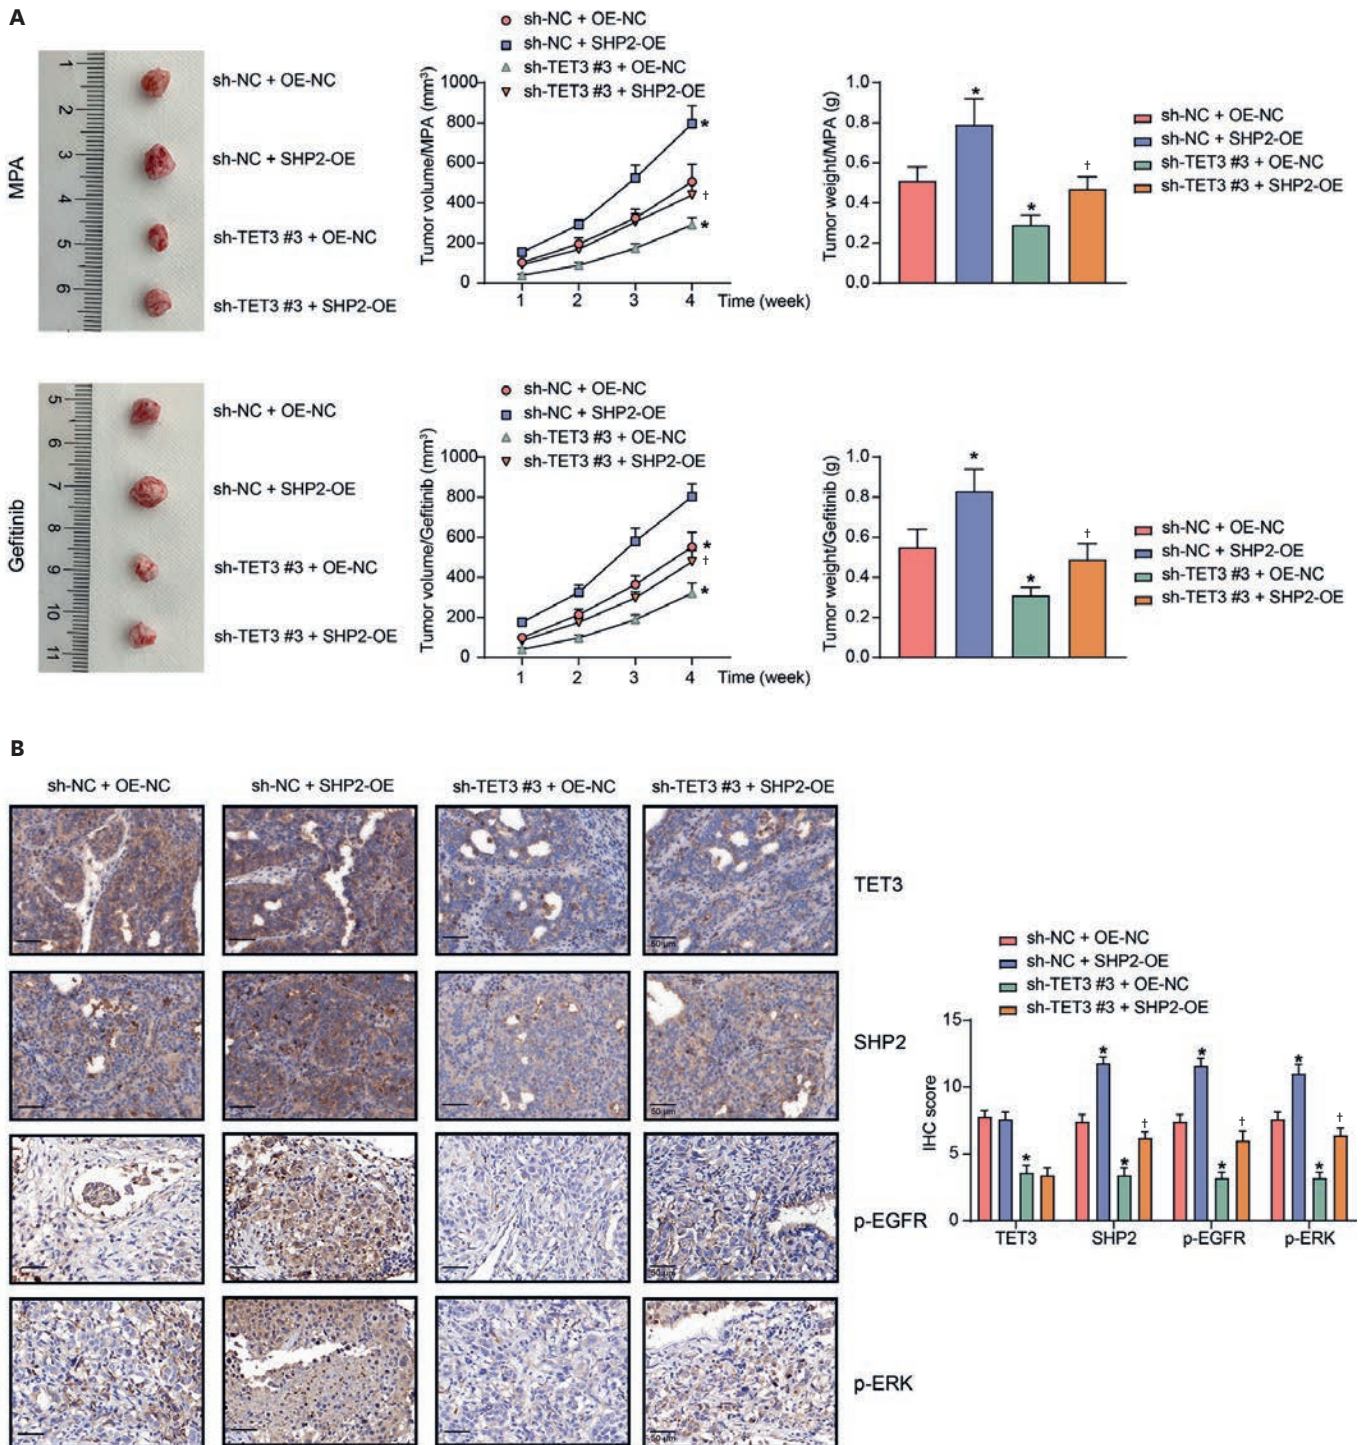 A
MPA
1
2
3
4
5
6
sh-NC + OE-NC
sh-NC + SHP2-OE
sh-TET3 #3 + OE-NC
sh-TET3 #3 + SHP2-OE
sh-NC + OE-NC
sh-NC + SHP2-OE
sh-TET3 #3 + OE-NC
sh-TET3 #3 + SHP2-OE
Tumor volume/MPA (mm³)
1000
800
600
400
200
0
*
†
*
1 2 3 4 Time (week)
Tumor weight/MPA (g)
1.0
0.8
0.6
0.4
0.2
0.0
*
*
†
sh-NC + OE-NC
sh-NC + SHP2-OE
sh-TET3 #3 + OE-NC
sh-TET3 #3 + SHP2-OE
Gefitinib
5
6
7
8
9
10
11
sh-NC + OE-NC
sh-NC + SHP2-OE
sh-TET3 #3 + OE-NC
sh-TET3 #3 + SHP2-OE
sh-NC + OE-NC
sh-NC + SHP2-OE
sh-TET3 #3 + OE-NC
sh-TET3 #3 + SHP2-OE
Tumor volume/Gefitinib (mm³)
1000
800
600
400
200
0
*
†
*
1 2 3 4 Time (week)
Tumor weight/Gefitinib (g)
1.0
0.8
0.6
0.4
0.2
0.0
*
*
†
sh-NC + OE-NC
sh-NC + SHP2-OE
sh-TET3 #3 + OE-NC
sh-TET3 #3 + SHP2-OE
B
sh-NC + OE-NC sh-NC + SHP2-OE sh-TET3 #3 + OE-NC sh-TET3 #3 + SHP2-OE
TET3
50 µm
SHP2
50 µm
p-EGFR
50 µm
p-ERK
50 µm
sh-NC + OE-NC
sh-NC + SHP2-OE
sh-TET3 #3 + OE-NC
sh-TET3 #3 + SHP2-OE
IHC score
15
10
5
0
*
* * †
* * †
* * †
TET3 SHP2 p-EGFR p-ERK